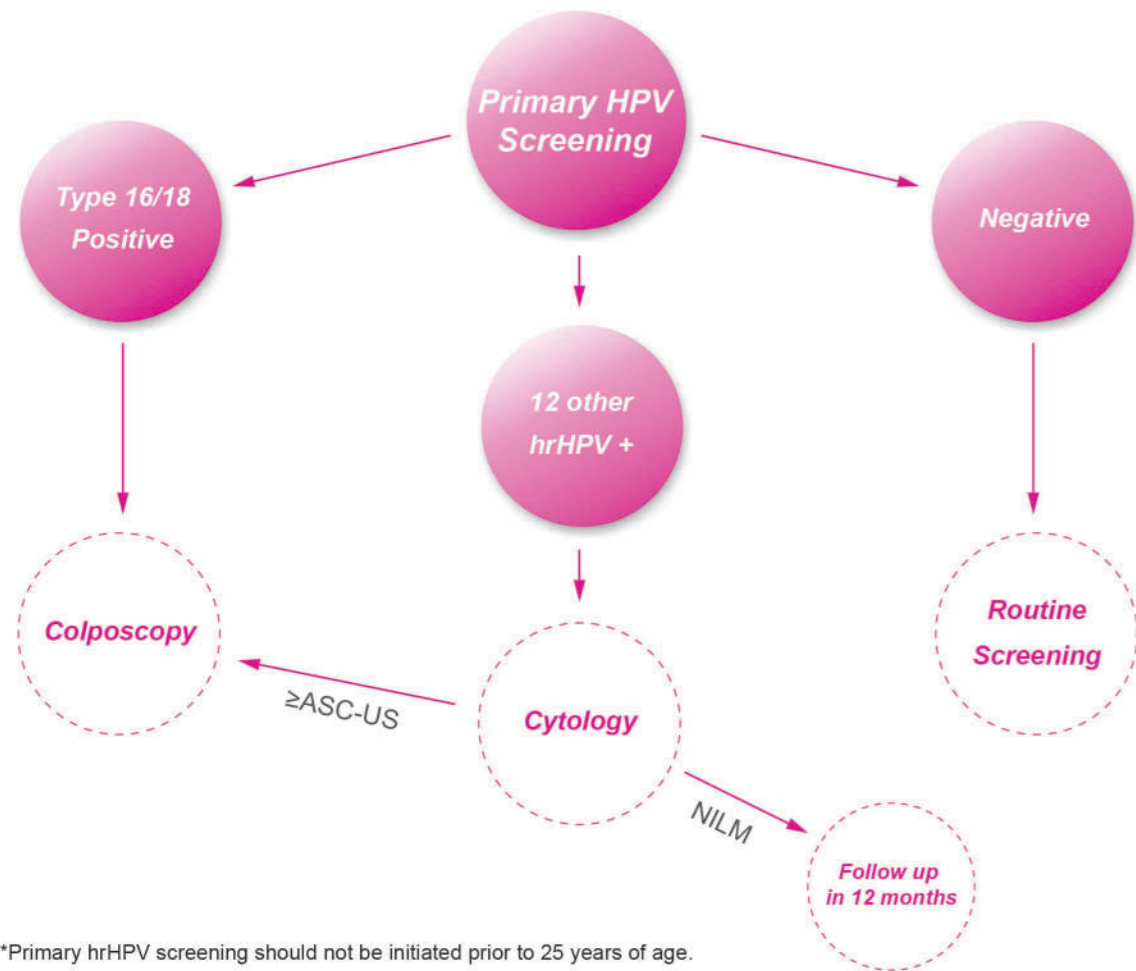 Primary HPV
Screening
Type 16/18
Positive
Negative
12 other
hrHPV +
Colposcopy
Routine
Screening
≥ASC-US
Cytology
NILM
Follow up
in 12 months
*Primary hrHPV screening should not be initiated prior to 25 years of age.